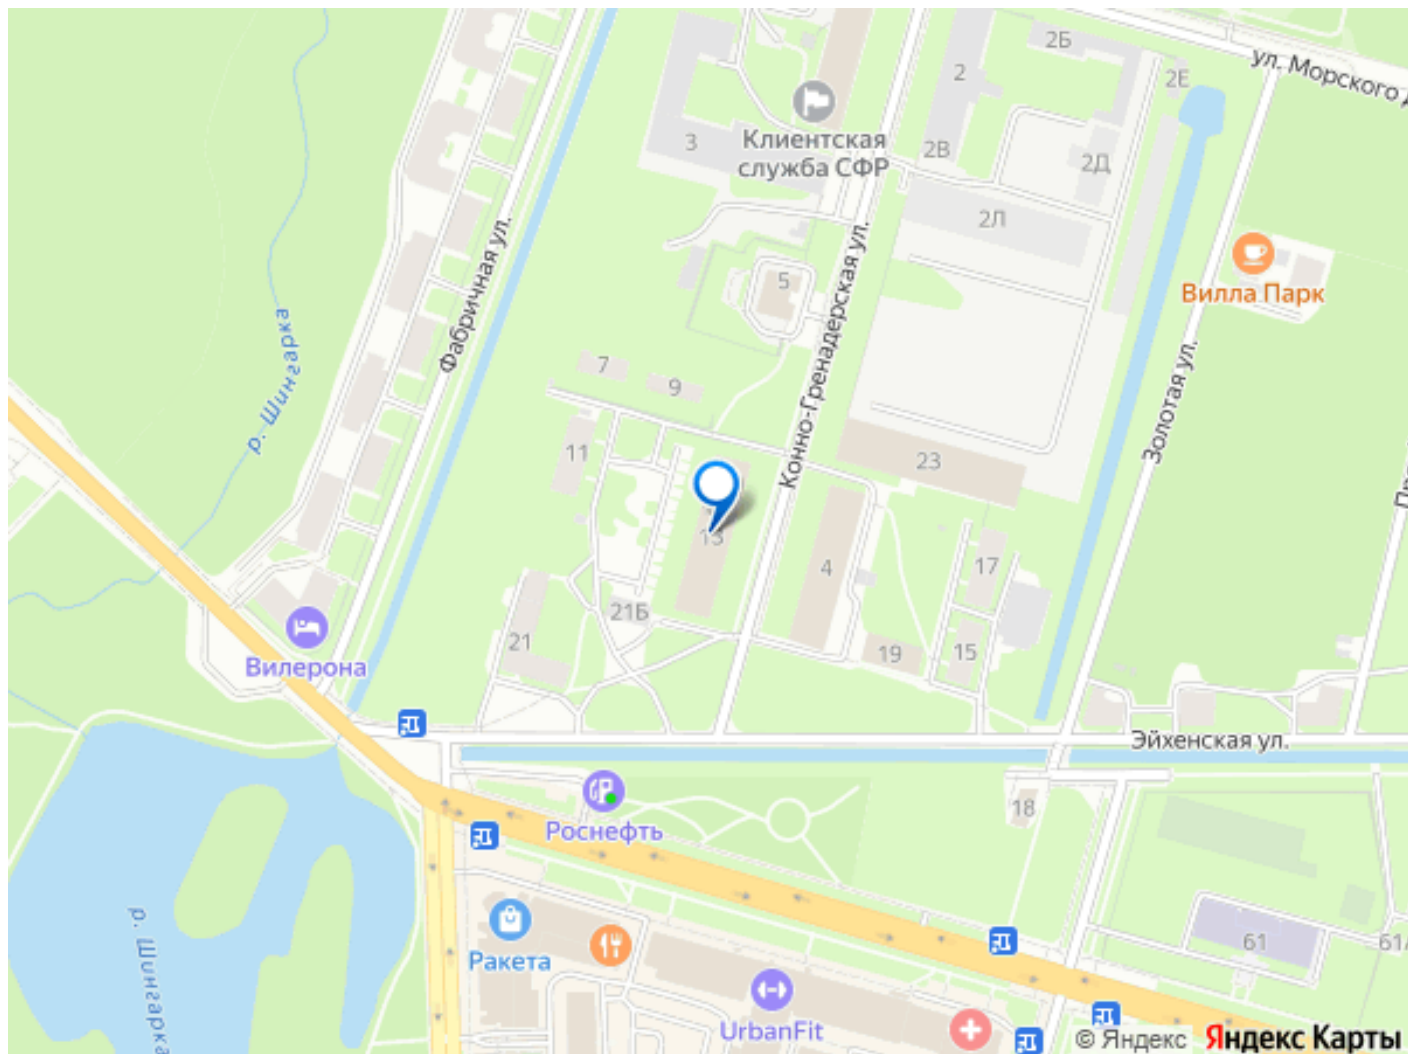 2Б
ул. Морского Д
2
2Е
3
Клиентская
служба СФР
2В
2Д
2Л
Фабричная ул.
5
Конно-Гренадерская ул.
Вилла Парк
р. Шингарка
7
9
Золотая ул.
11
23
Пр
13
4
17
21Б
21
19
15
Вилерона
Эйхенская ул.
Роснефть
18
р. Шингарка
Ракета
61
61А
UrbanFit
© Яндекс Яндекс Карты